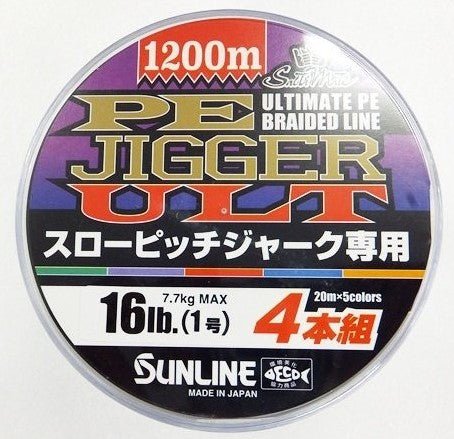 1200m
ULTIMATE PE
BRAIDED LINE
PE
JIGGER
ULT
スローピッチジャーク専用
7.7kg MAX
16lb.(1号)
20m×5colors
4本組
SUNLINE
MADE IN JAPAN
ECO